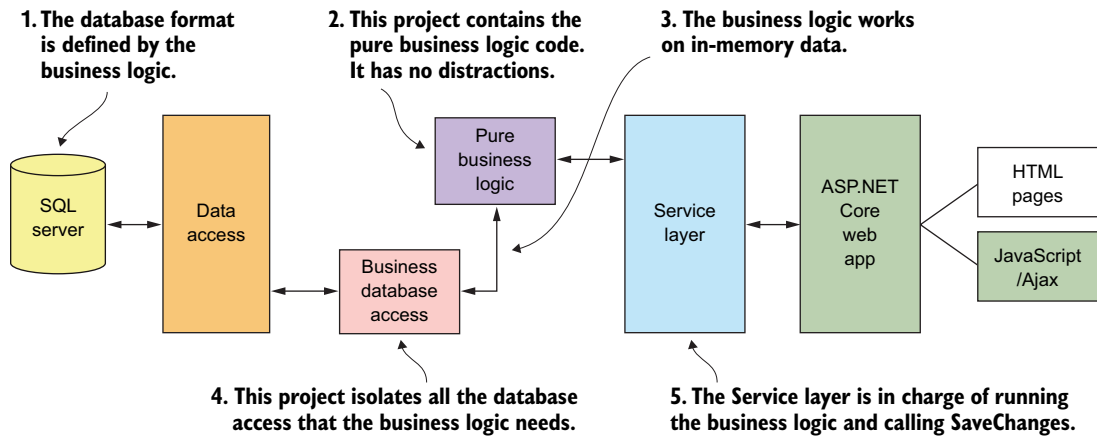 1. The database format
is defined by the
business logic.
2. This project contains the
pure business logic code.
It has no distractions.
3. The business logic works
on in-memory data.
SQL
server
Data
access
Pure
business
logic
Business
database
access
Service
layer
ASP.NET
Core
web
app
HTML
pages
JavaScript
/Ajax
4. This project isolates all the database
access that the business logic needs.
5. The Service layer is in charge of running
the business logic and calling SaveChanges.